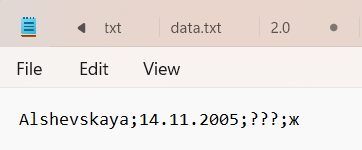 txt
data.txt
2.0
File Edit View
Alshevskaya;14.11.2005;???;ж